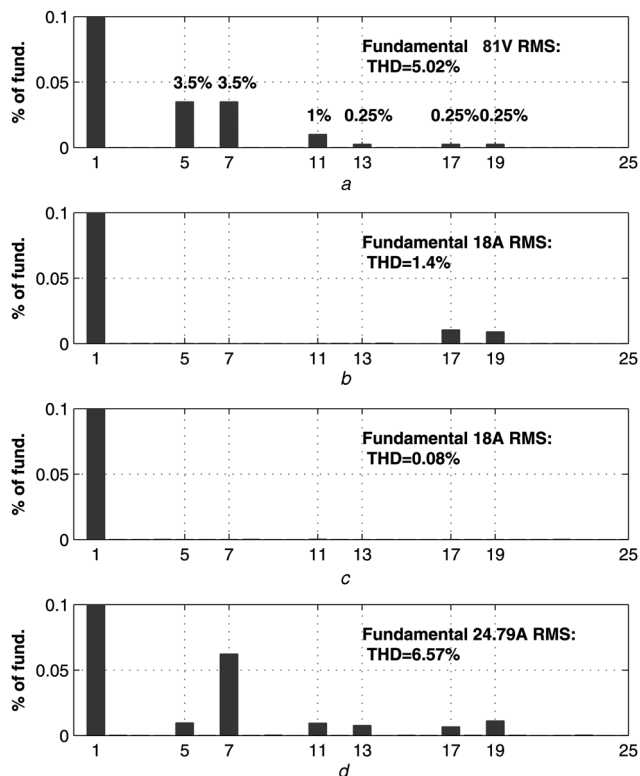 0.1
Fundamental 81V RMS:
THD=5.02%
% of fund.
0.05
3.5% 3.5%
1% 0.25% 0.25% 0.25%
0
1 5 7 11 13 17 19 25
a
0.1
Fundamental 18A RMS:
THD=1.4%
% of fund.
0.05
0
1 5 7 11 13 17 19 25
b
0.1
Fundamental 18A RMS:
THD=0.08%
% of fund.
0.05
0
1 5 7 11 13 17 19 25
c
0.1
Fundamental 24.79A RMS:
THD=6.57%
% of fund.
0.05
0
1 5 7 11 13 17 19 25
d